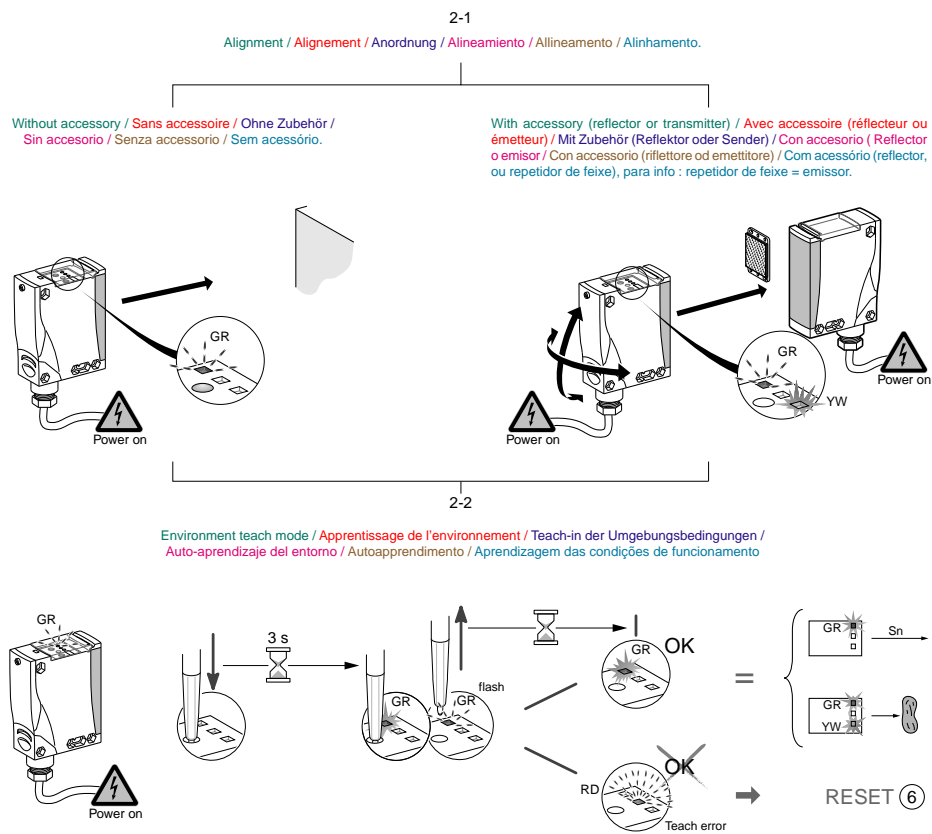 2-1
Alignment / Alignement / Anordnung / Alineamiento / Allineamento / Alinhamento.
Without accessory / Sans accessoire / Ohne Zubehör /
Sin accesorio / Senza accessorio / Sem acessório.
With accessory (reflector or transmitter) / Avec accessoire (réflecteur ou
émetteur) / Mit Zubehör (Reflektor oder Sender) / Con accesorio ( Reflector
o emisor / Con accessorio (riflettore od emettitore) / Com acessório (reflector,
ou repetidor de feixe), para info : repetidor de feixe = emissor.
GR
Power on
GR
YW
Power on
Power on
2-2
Environment teach mode / Apprentissage de l'environnement / Teach-in der Umgebungsbedingungen /
Auto-aprendizaje del entorno / Autoapprendimento / Aprendizagem das condições de funcionamento
GR
Power on
3 s
GR
GR
flash
GR
OK
RD
OK
Teach error
=
GR
Sn
GR
YW
RESET 6